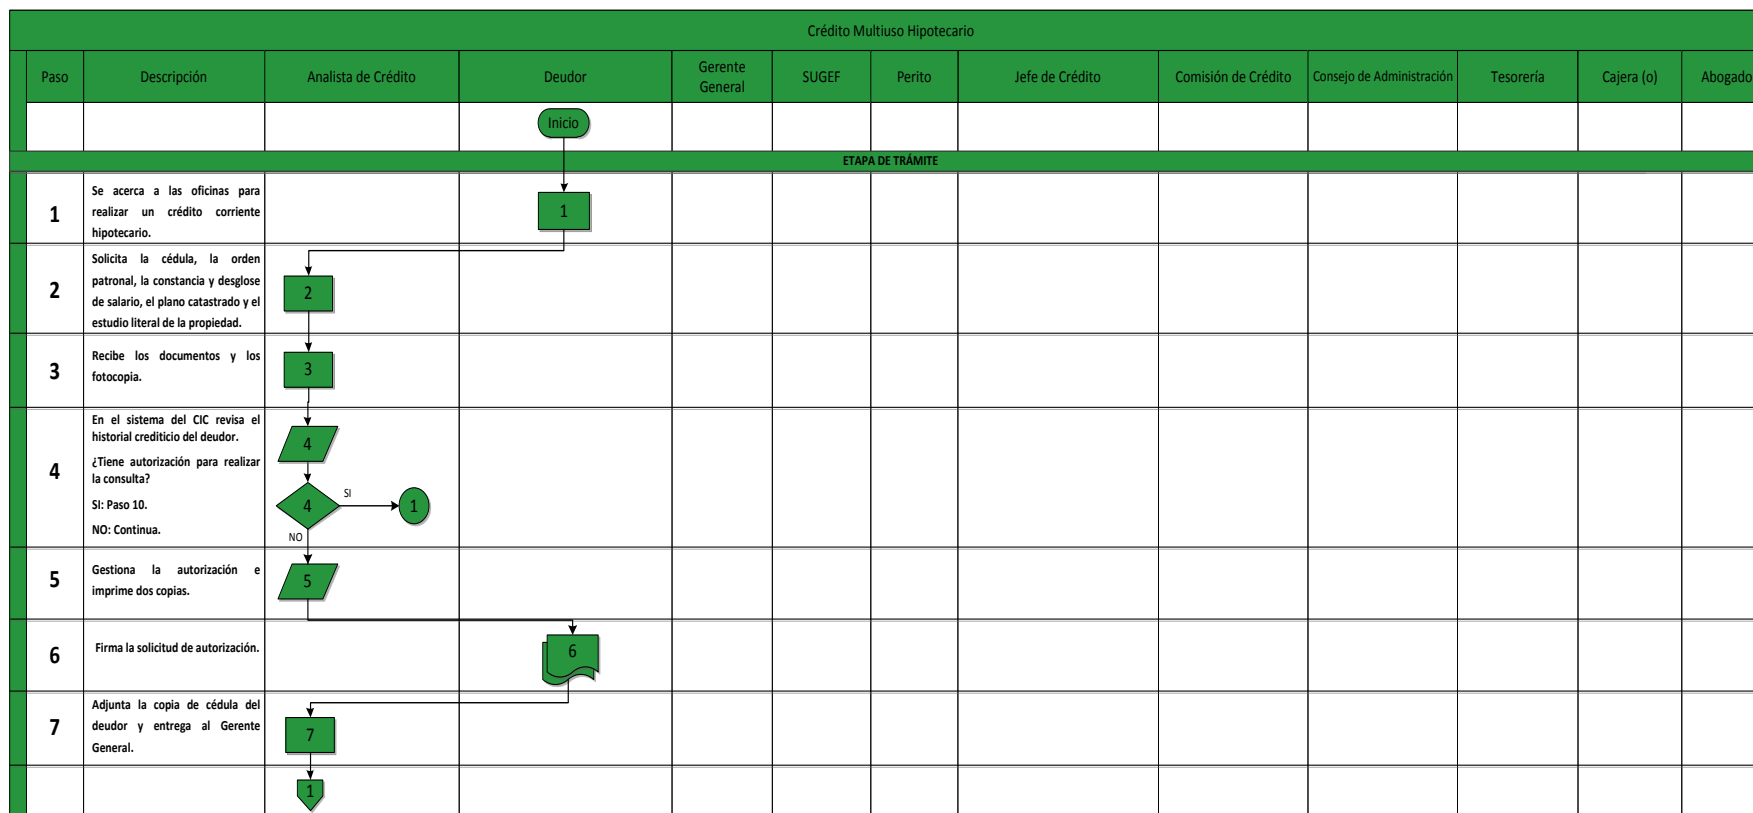 Crédito Multiuso Hipotecario
Paso
Descripción
Analista de Crédito
Deudor
Gerente
General
SUGEF
Perito
Jefe de Crédito
Comisión de Crédito
Consejo de Administración
Tesorería
Cajera (o)
Abogado
Inicio
ETAPA DE TRÁMITE
1
Se acerca a las oficinas para
realizar un crédito corriente
hipotecario.
1
2
Solicita la cédula, la orden
patronal, la constancia y desglose
de salario, el plano catastrado y el
estudio literal de la propiedad.
2
3
Recibe los documentos y los
fotocopia.
3
4
En el sistema del CIC revisa el
historial crediticio del deudor.
¿Tiene autorización para realizar
la consulta?
SI: Paso 10.
NO: Continua.
4
4
SI
1
NO
5
Gestiona la autorización e
imprime dos copias.
5
6
Firma la solicitud de autorización.
6
7
Adjunta la copia de cédula del
deudor y entrega al Gerente
General.
7
1